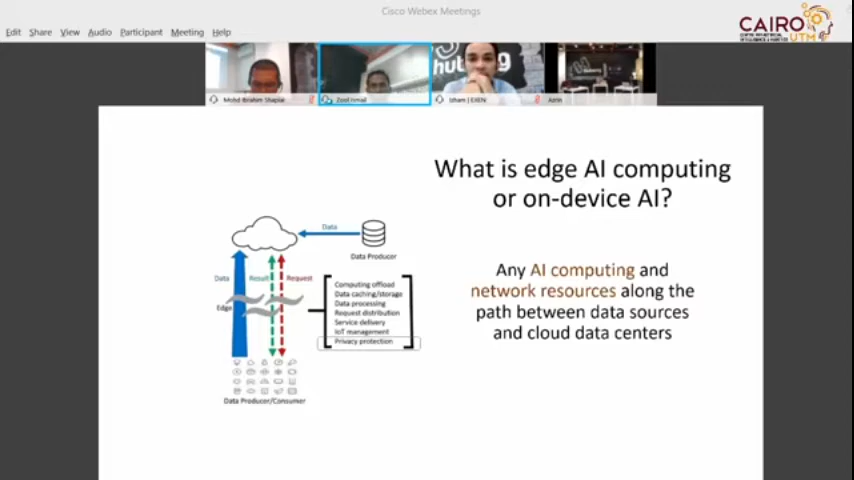 Cisco Webex Meetings
CAIRO
UTM
Edit Share View Audio Participant Meeting Help
Mohd Ibrahim Shapiai
Zool Ismail
Azrin
What is edge AI computing
or on-device AI?
Data
Data Producer
Data
Result
Request
Edge
Computing offload
Data caching/storage
Data processing
Request distribution
Service delivery
IoT management
Privacy protection
Data Producer/Consumer
Any AI computing and
network resources along the
path between data sources
and cloud data centers